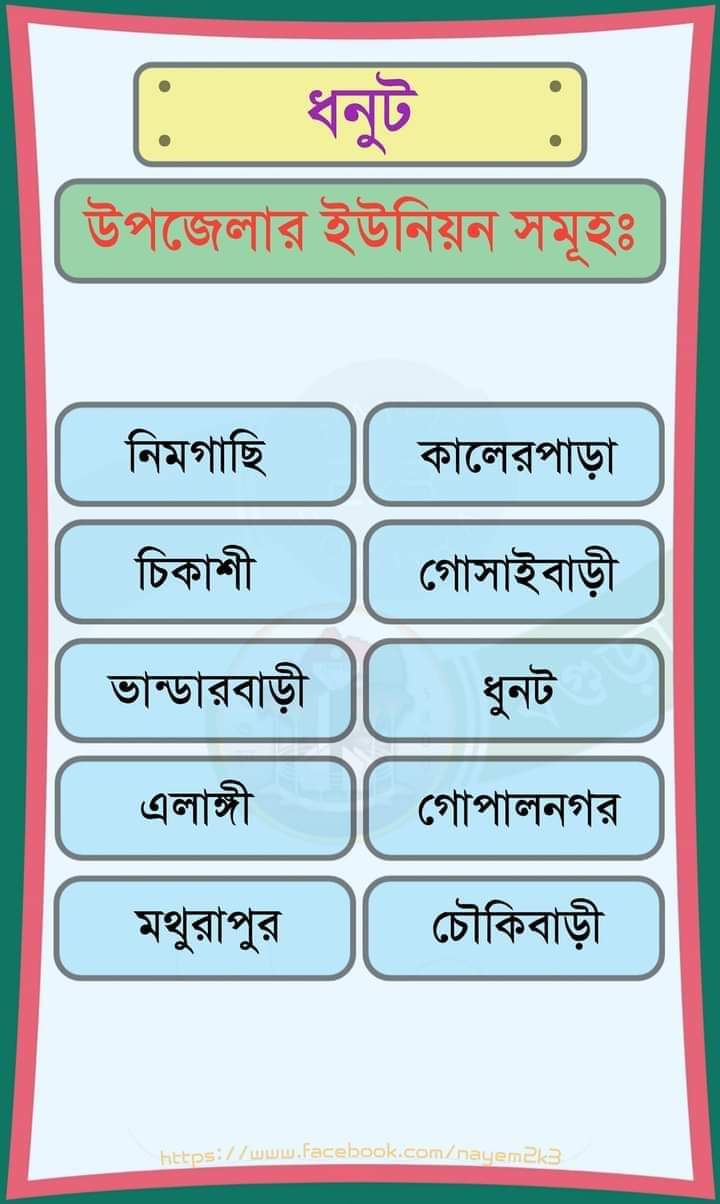 ধনুট
উপজেলার ইউনিয়ন সমূহঃ
নিমগাছি
কালেরপাড়া
চিকাশী
গোসাইবাড়ী
ভান্ডারবাড়ী
ধুনট
এলাঙ্গী
গোপালনগর
মথুরাপুর
চৌকিবাড়ী
https://www.facebook.com/nayem2k3